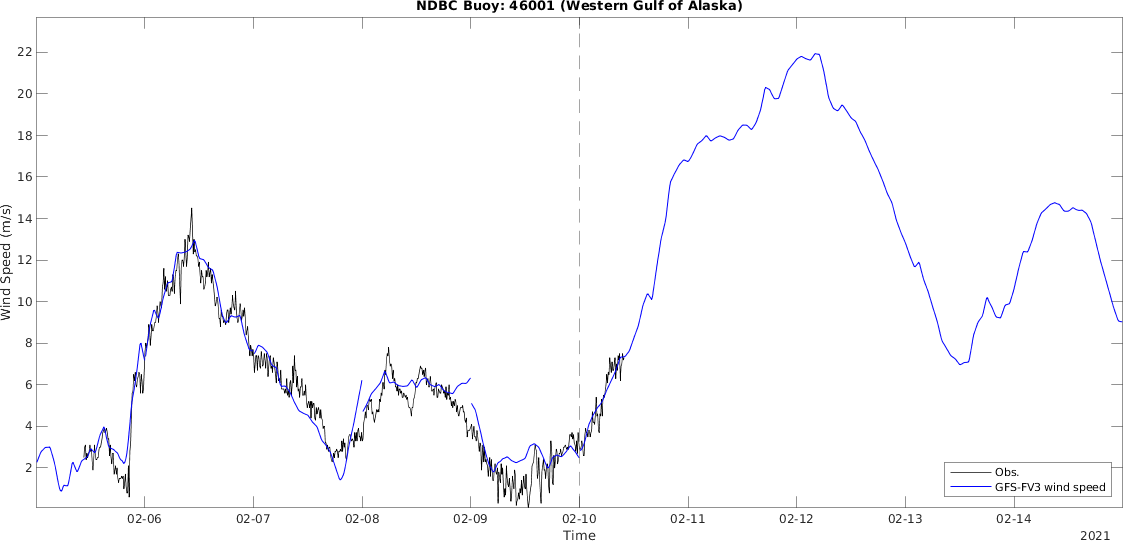 NDBC Buoy: 46001 (Western Gulf of Alaska)
Wind Speed (m/s)
22
20
18
16
14
12
10
8
6
4
2
Obs.
GFS-FV3 wind speed
02-06 02-07 02-08 02-09 02-10 02-11 02-12 02-13 02-14
Time
2021